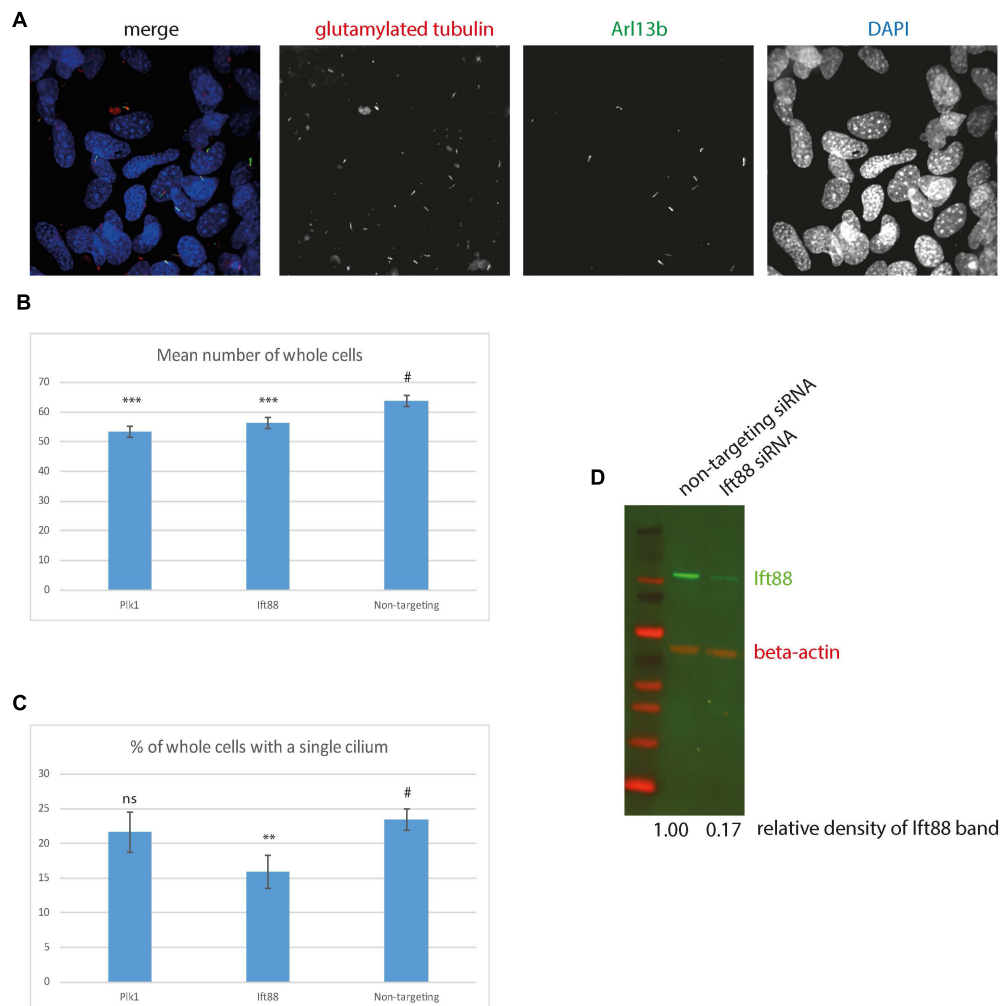 A
merge
glutamylated tubulin
Arl13b
DAPI
B
Mean number of whole cells
70
60
50
40
30
20
10
0
***
***
#
Plk1
Ift88
Non-targeting
C
% of whole cells with a single cilium
30
25
20
15
10
5
0
ns
**
#
Plk1
Ift88
Non-targeting
D
non-targeting siRNA
Ift88 siRNA
Ift88
beta-actin
1.00 0.17 relative density of Ift88 band